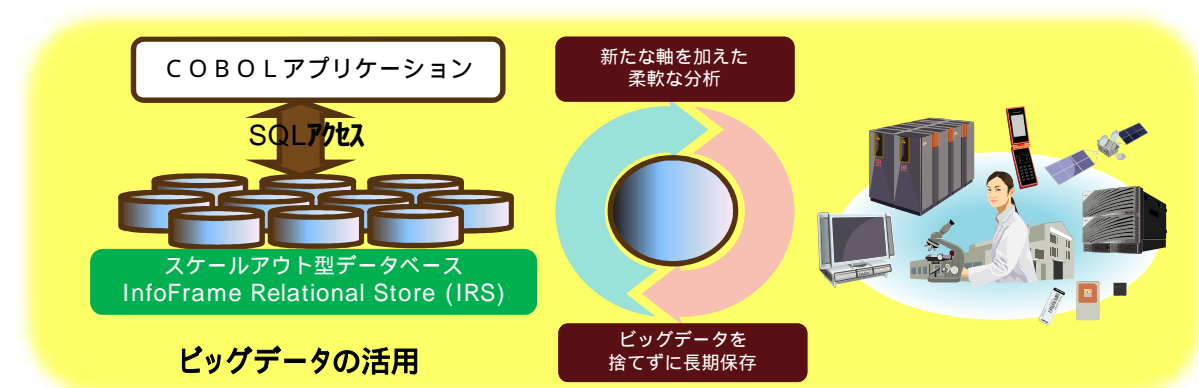 ＣＯＢＯＬアプリケーション
SQLアクセス
スケールアウト型データベース
InfoFrame Relational Store (IRS)
ビッグデータの活用
新たな軸を加えた
柔軟な分析
ビッグデータを
捨てずに長期保存